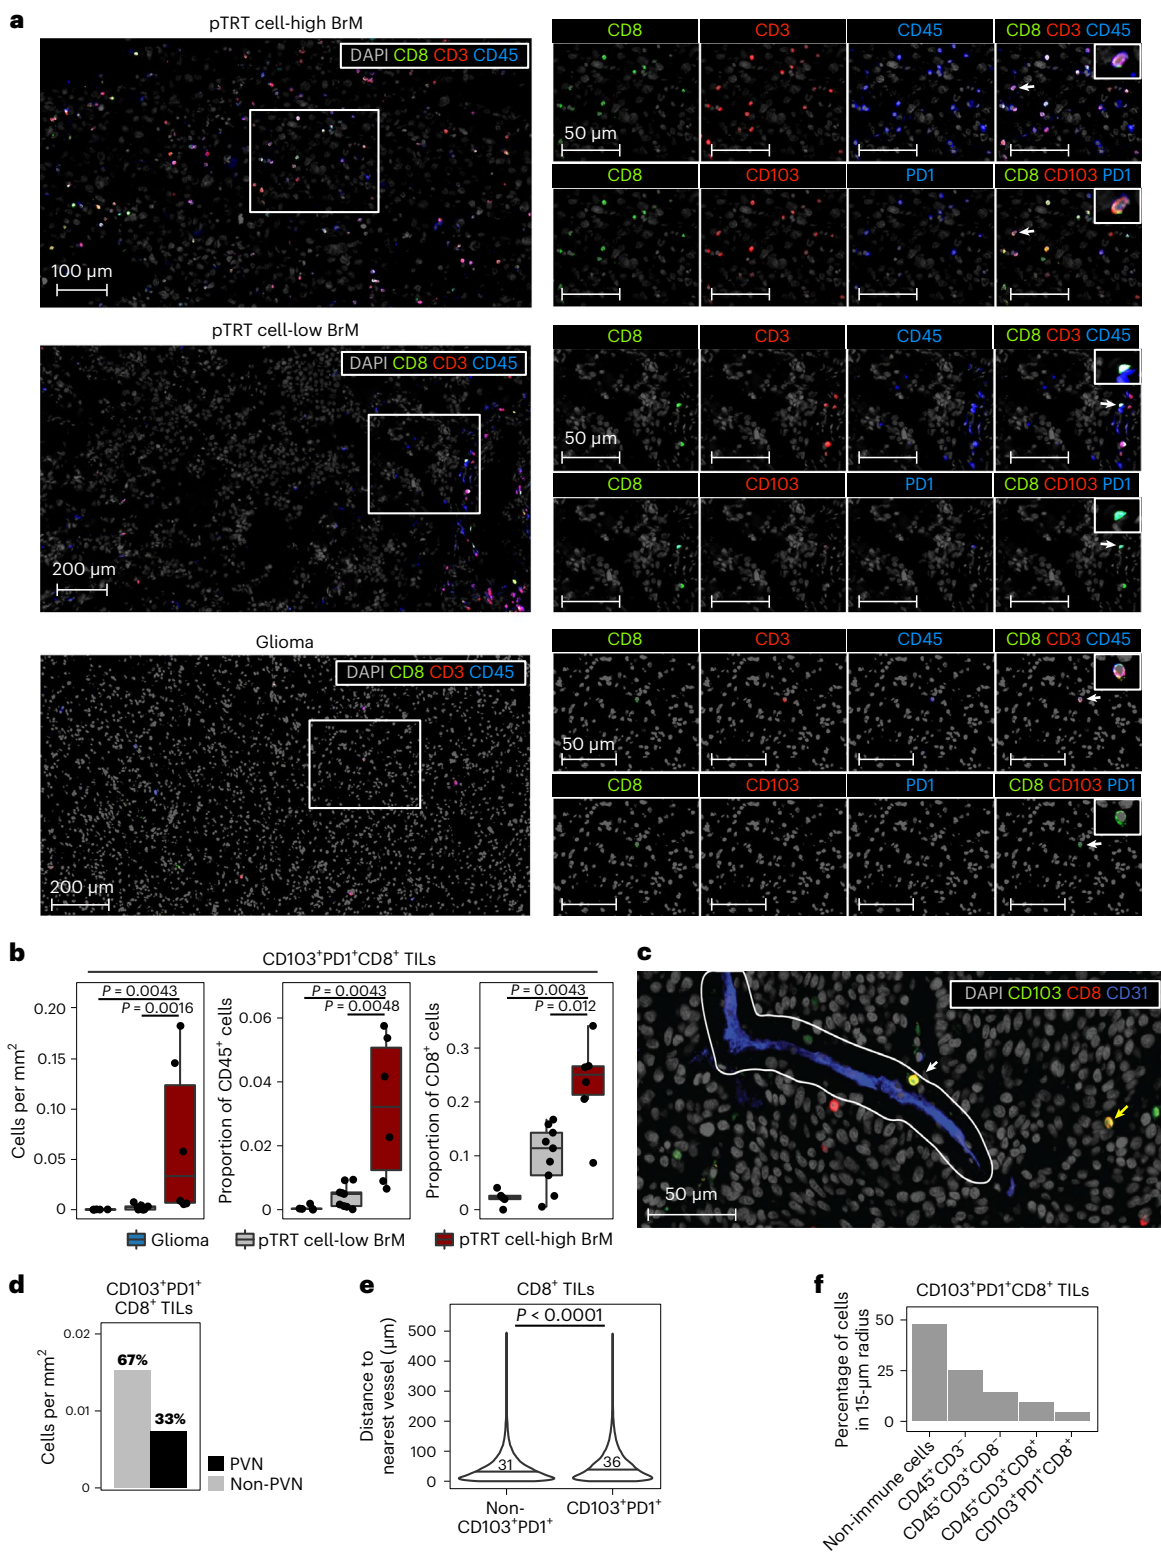 a
pTRT cell-high BrM
DAPI CD8 CD3 CD45
100 µm
CD8 CD3 CD45 CD8 CD3 CD45
50 µm
CD8 CD103 PD1 CD8 CD103 PD1
pTRT cell-low BrM
DAPI CD8 CD3 CD45
200 µm
CD8 CD3 CD45 CD8 CD3 CD45
50 µm
CD8 CD103 PD1 CD8 CD103 PD1
Glioma
DAPI CD8 CD3 CD45
200 µm
CD8 CD3 CD45 CD8 CD3 CD45
50 µm
CD8 CD103 PD1 CD8 CD103 PD1
b
CD103⁺PD1⁺CD8⁺ TILs
Cells per mm²
P = 0.0043
P = 0.0016
0.20
0.15
0.10
0.05
0
Proportion of CD45⁺ cells
P = 0.0043
P = 0.0048
0.06
0.04
0.02
0
Proportion of CD8⁺ cells
P = 0.0043
P = 0.012
0.3
0.2
0.1
0
Glioma pTRT cell-low BrM pTRT cell-high BrM
c
DAPI CD103 CD8 CD31
50 µm
d
CD103⁺PD1⁺
CD8⁺ TILs
Cells per mm²
0.02
0.01
0
67%
33%
PVN
Non-PVN
e
CD8⁺ TILs
P < 0.0001
Distance to
nearest vessel (µm)
500
400
300
200
100
0
31
36
Non-
CD103⁺PD1⁺
CD103⁺PD1⁺
f
CD103⁺PD1⁺CD8⁺ TILs
Percentage of cells
in 15-µm radius
50
25
0
Non-immune cells
CD45⁺CD3⁻
CD45⁺CD3⁺CD8⁻
CD45⁺CD3⁺CD8⁺
CD103⁺PD1⁺CD8⁺